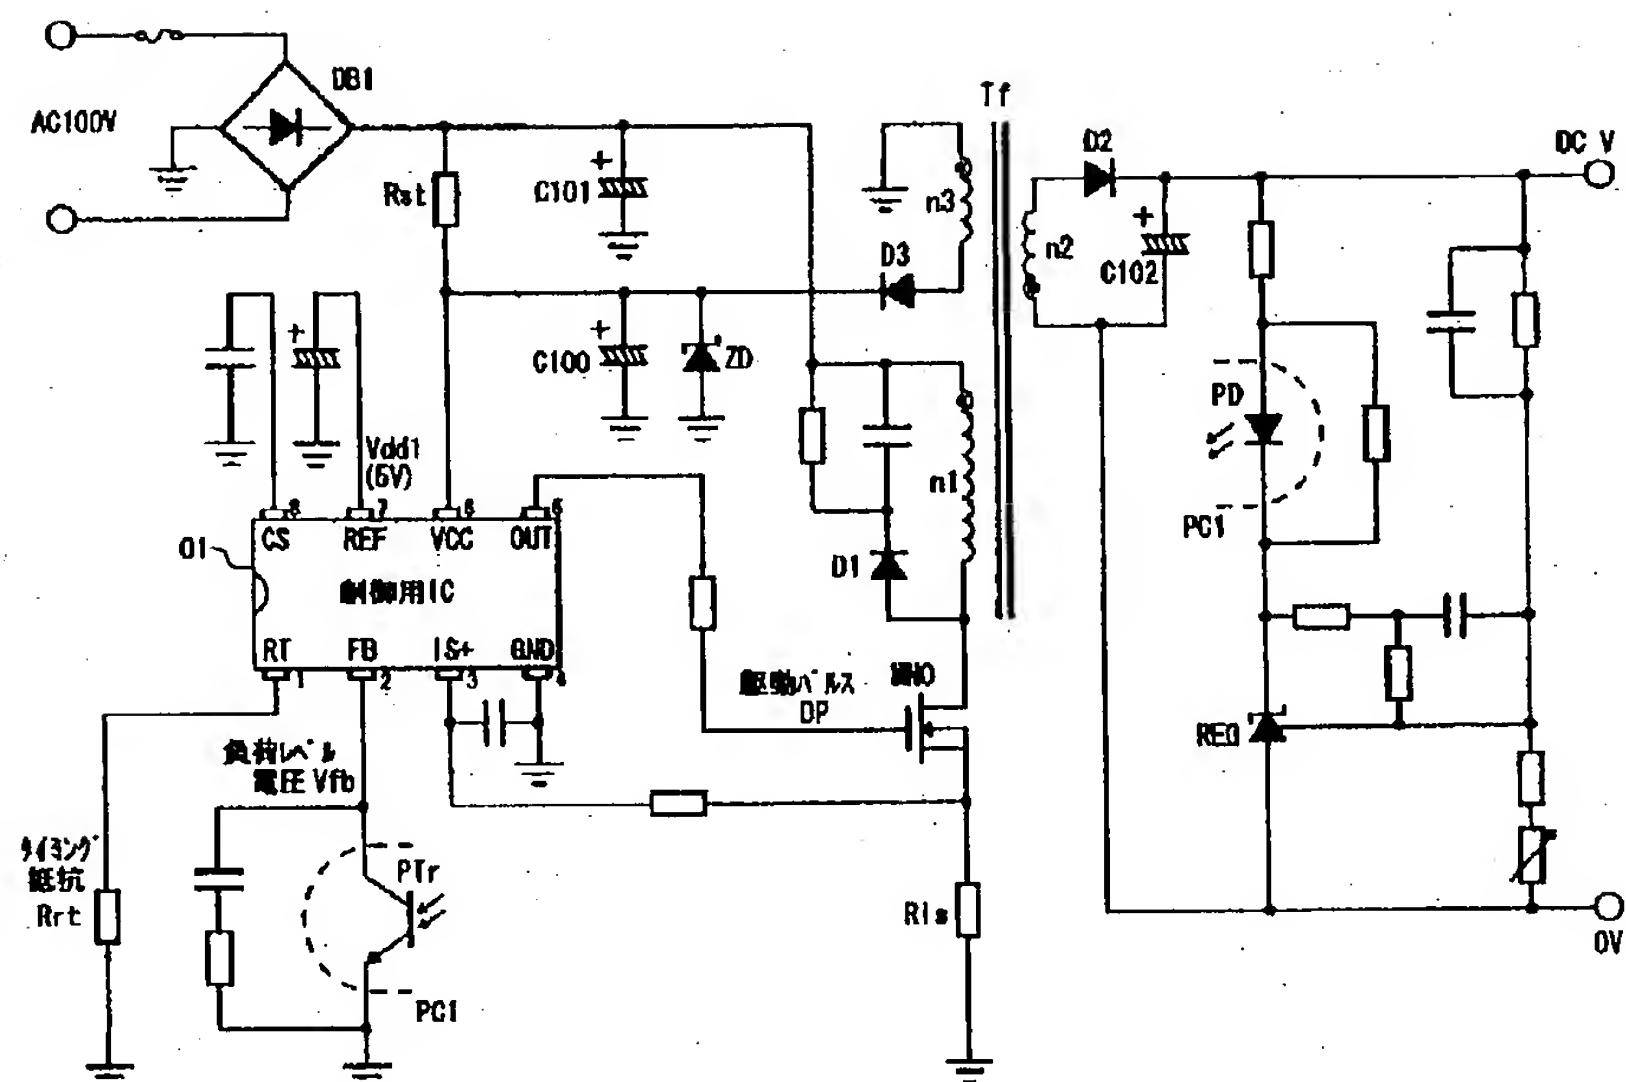 DB1
AC100V
Tf
D2
DC V
Rst
C101
n3
n2
C102
D3
C100
ZD
PD
Vdd1
(5V)
n1
PC1
8
7
6
5
CS
REF
VCC
OUT
01
D1
制御用IC
RT
FB
IS+
GND
1
2
3
4
MNO
駆動パルス
DP
REG
負荷レベル
電圧 Vfb
タイミング
抵抗
Rrt
PTr
Ris
PC1
0V